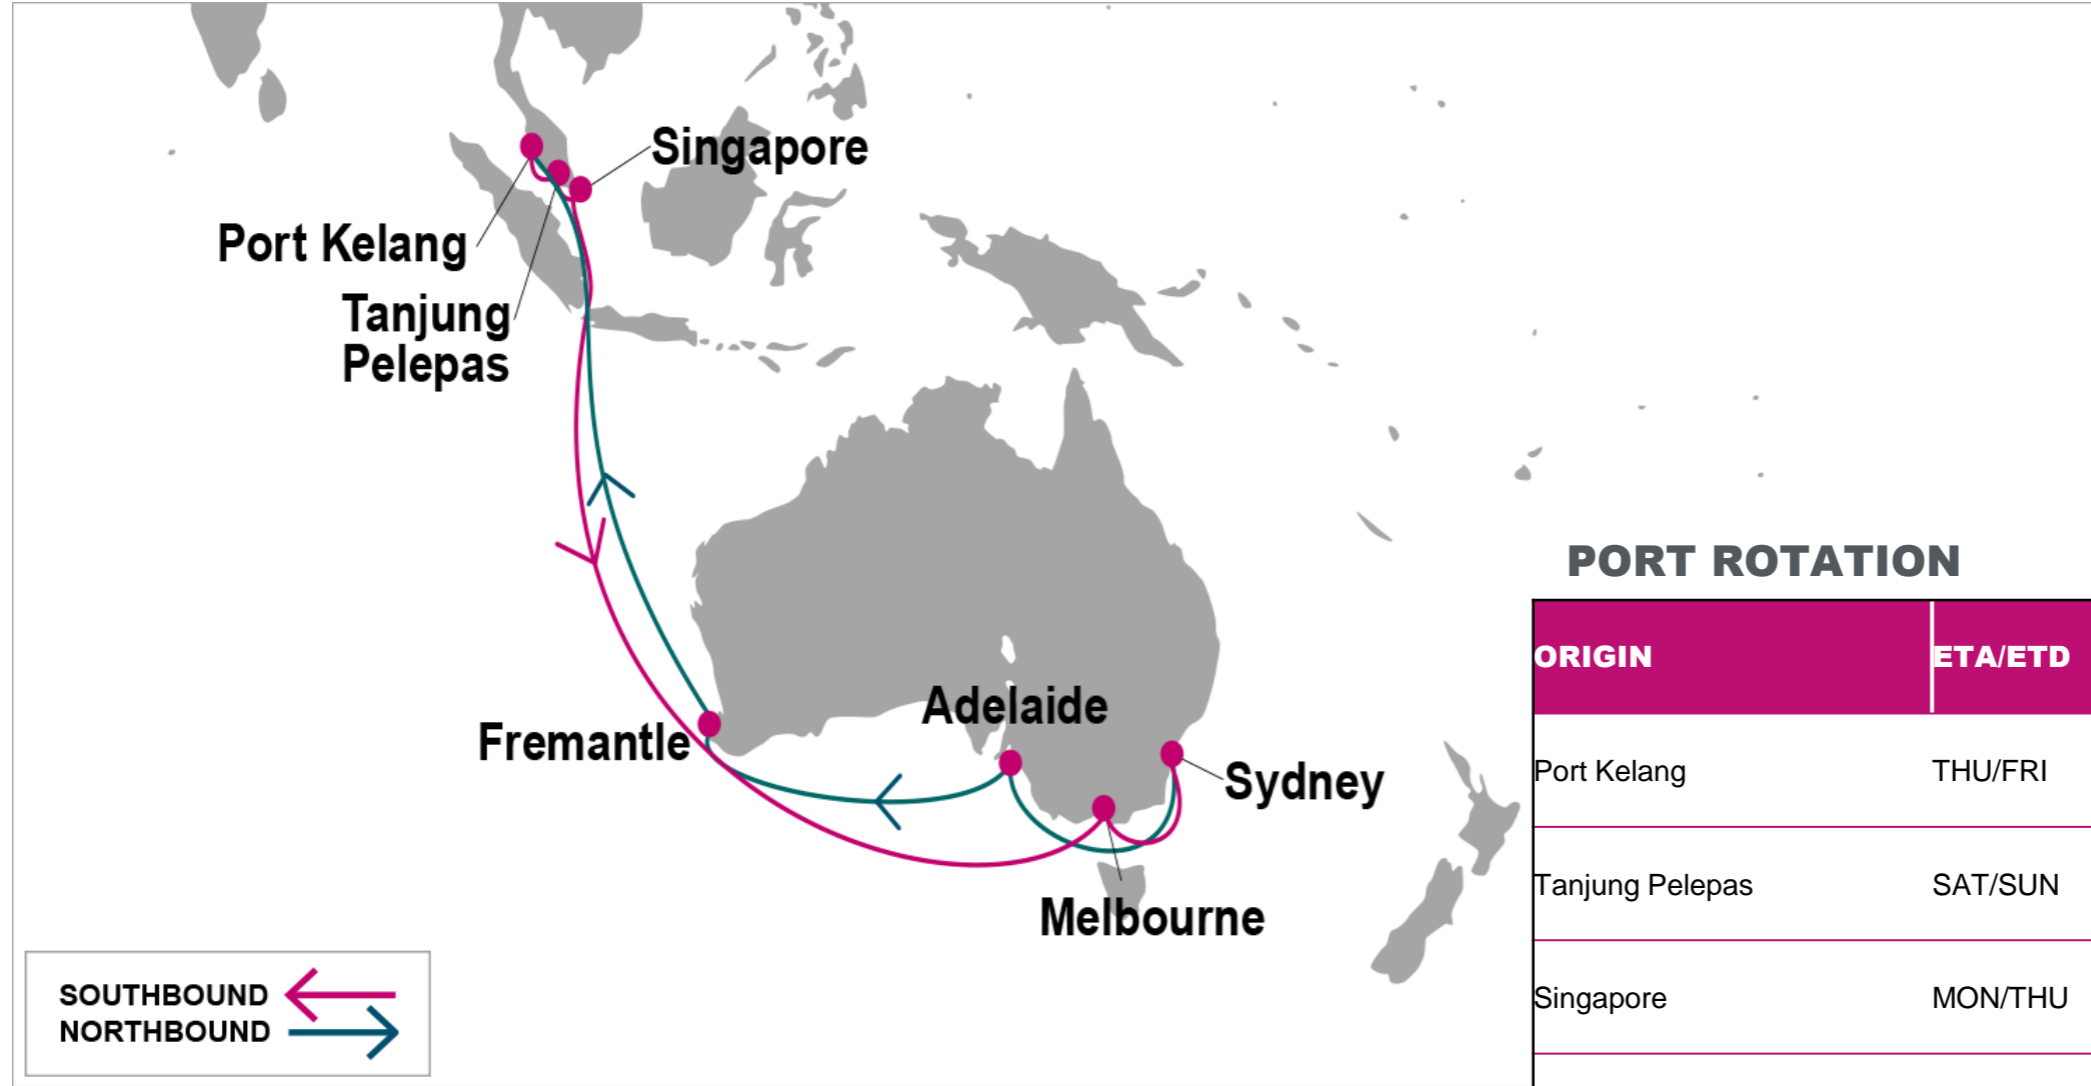 Singapore
Port Kelang
Tanjung
Pelepas
Fremantle
Adelaide
Sydney
Melbourne
SOUTHBOUND
NORTHBOUND
PORT ROTATION
ORIGIN ETA/ETD
Port Kelang THU/FRI
Tanjung Pelepas SAT/SUN
Singapore MON/THU